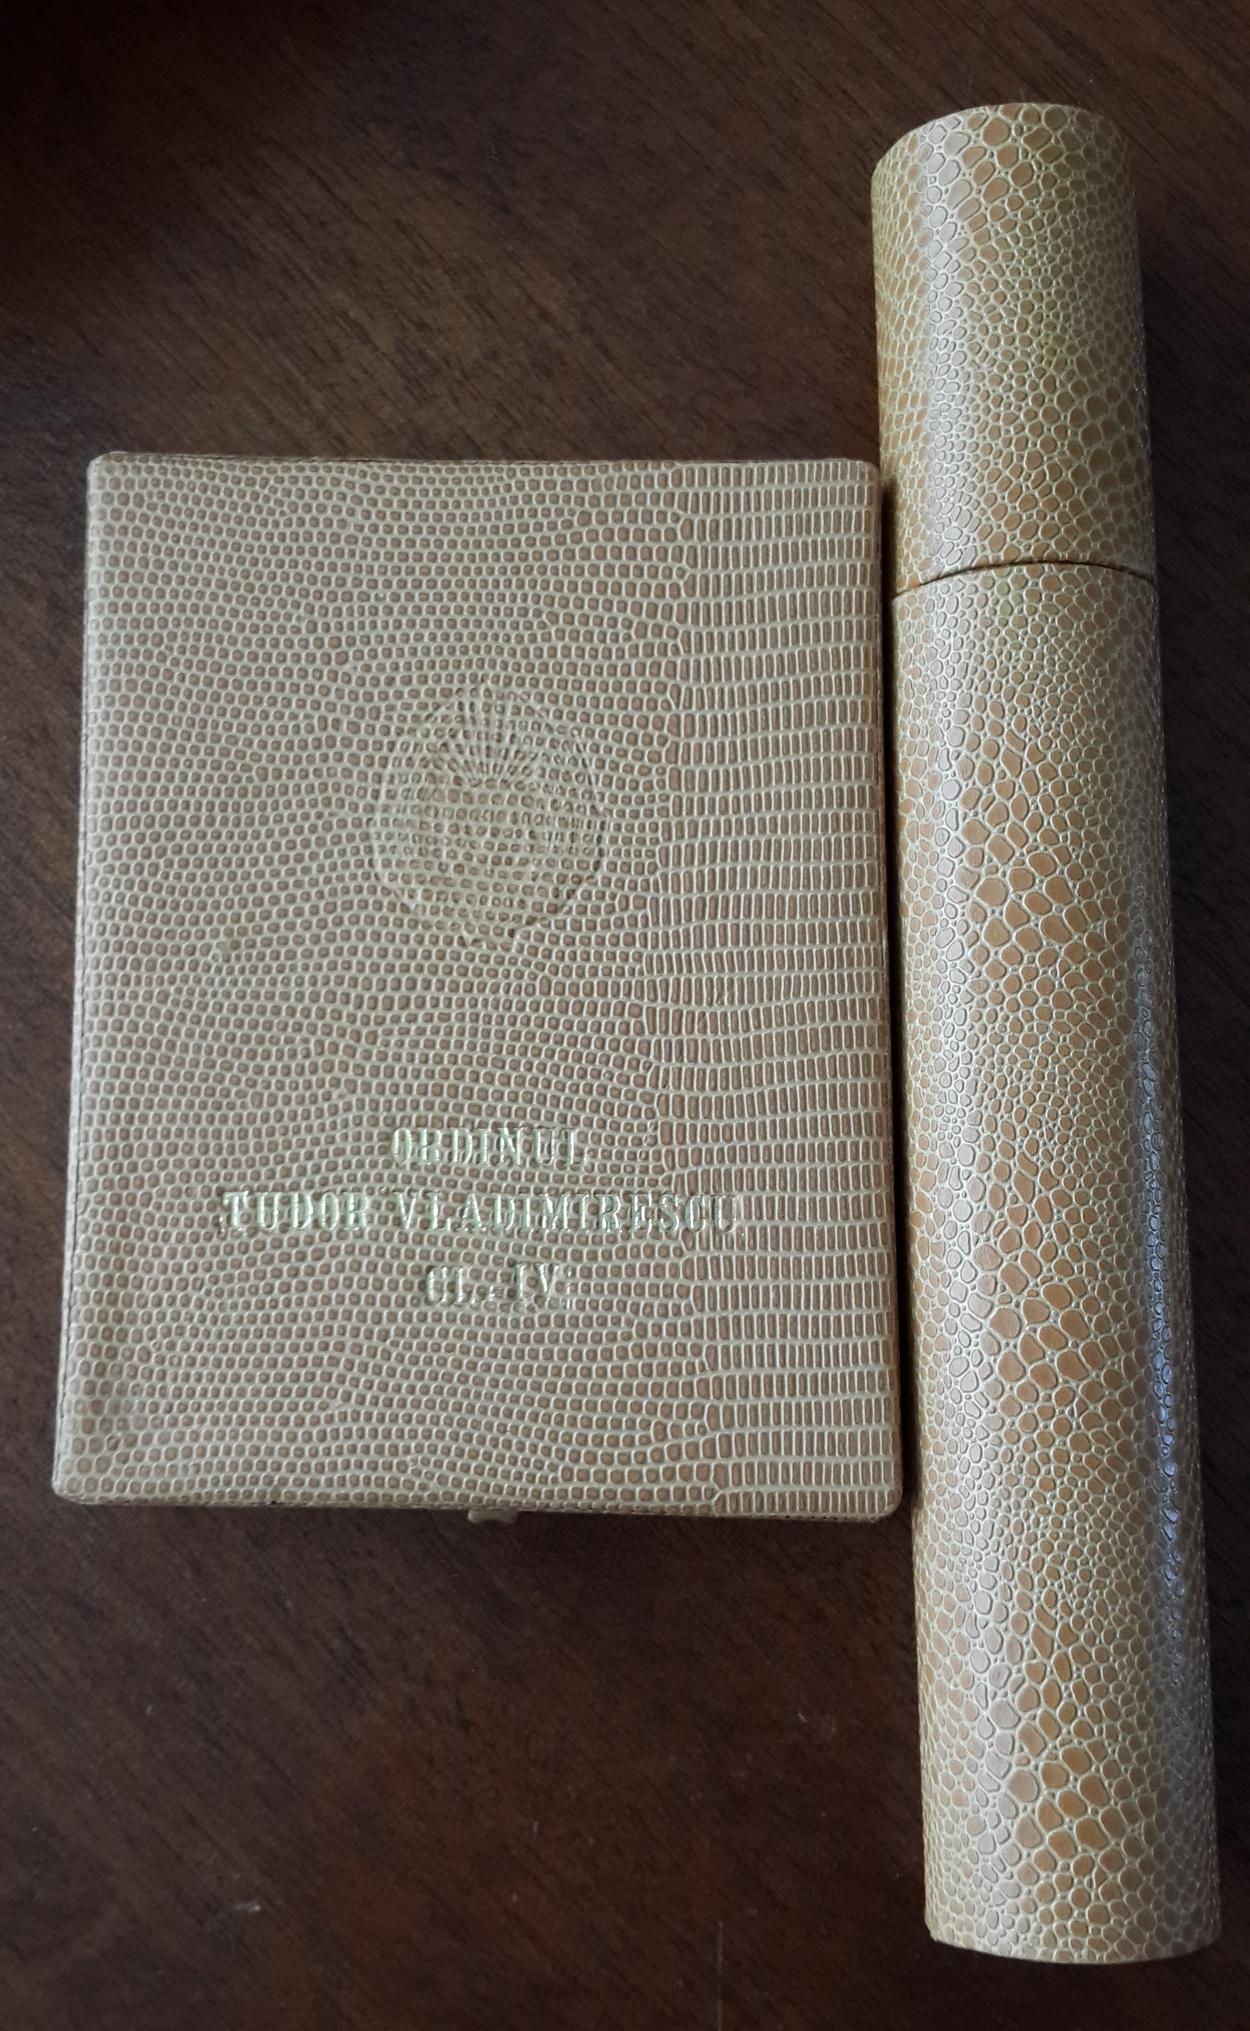 ORDINUL
TUDOR VLADIMIRESCU
CL. IV.